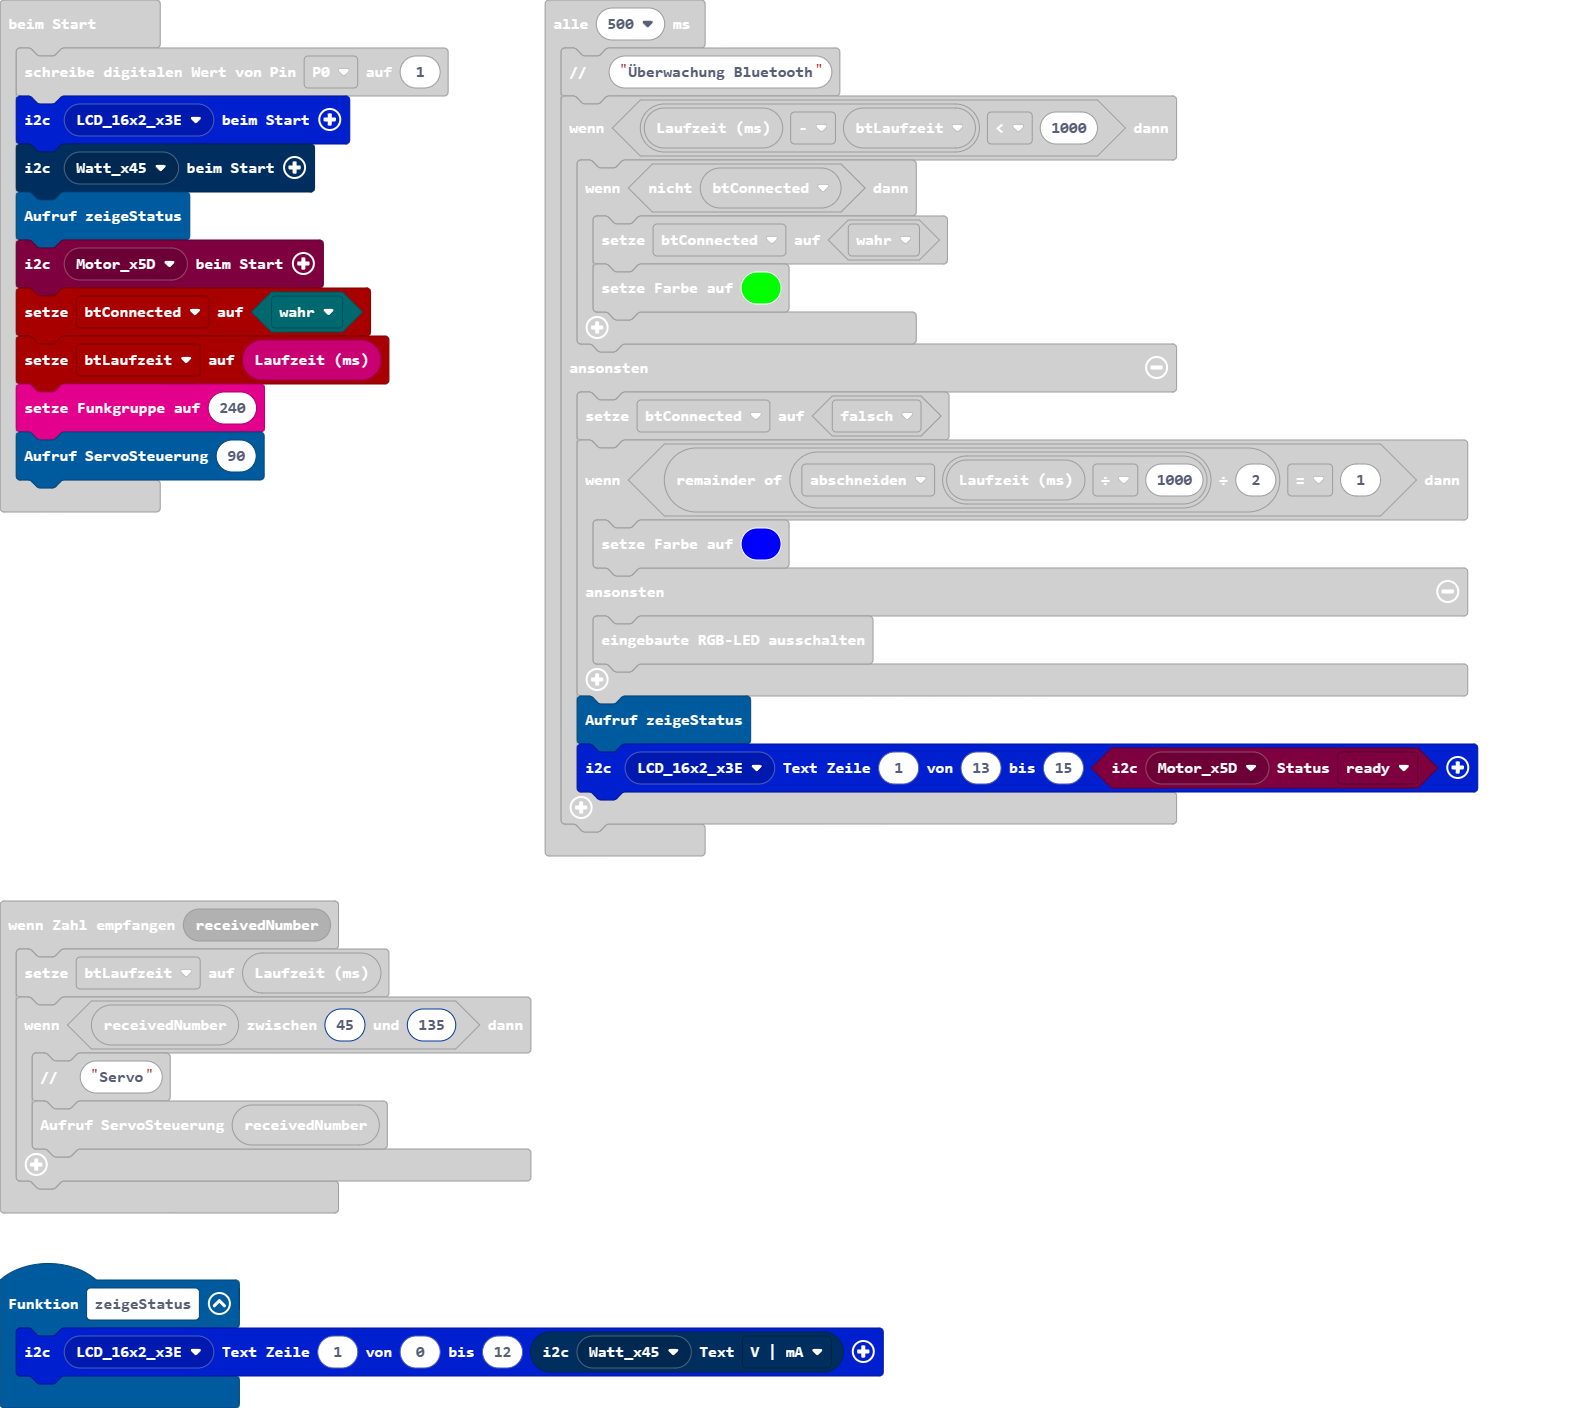 beim Start
schreibe digitalen Wert von Pin P0 auf 1
i2c LCD_16x2_x3E beim Start
i2c Watt_x45 beim Start
Aufruf zeigeStatus
i2c Motor_x5D beim Start
setze btConnected auf wahr
setze btLaufzeit auf Laufzeit (ms)
setze Funkgruppe auf 240
Aufruf ServoSteuerung 90
alle 500 ms
// "Überwachung Bluetooth"
wenn Laufzeit (ms) - btLaufzeit < 1000 dann
wenn nicht btConnected dann
setze btConnected auf wahr
setze Farbe auf
ansonsten
setze btConnected auf falsch
wenn remainder of abschneiden Laufzeit (ms) ÷ 1000 ÷ 2 = 1 dann
setze Farbe auf
ansonsten
eingebaute RGB-LED ausschalten
Aufruf zeigeStatus
i2c LCD_16x2_x3E Text Zeile 1 von 13 bis 15 i2c Motor_x5D Status ready
wenn Zahl empfangen receivedNumber
setze btLaufzeit auf Laufzeit (ms)
wenn receivedNumber zwischen 45 und 135 dann
// "Servo"
Aufruf ServoSteuerung receivedNumber
Funktion zeigeStatus
i2c LCD_16x2_x3E Text Zeile 1 von 0 bis 12 i2c Watt_x45 Text V | mA